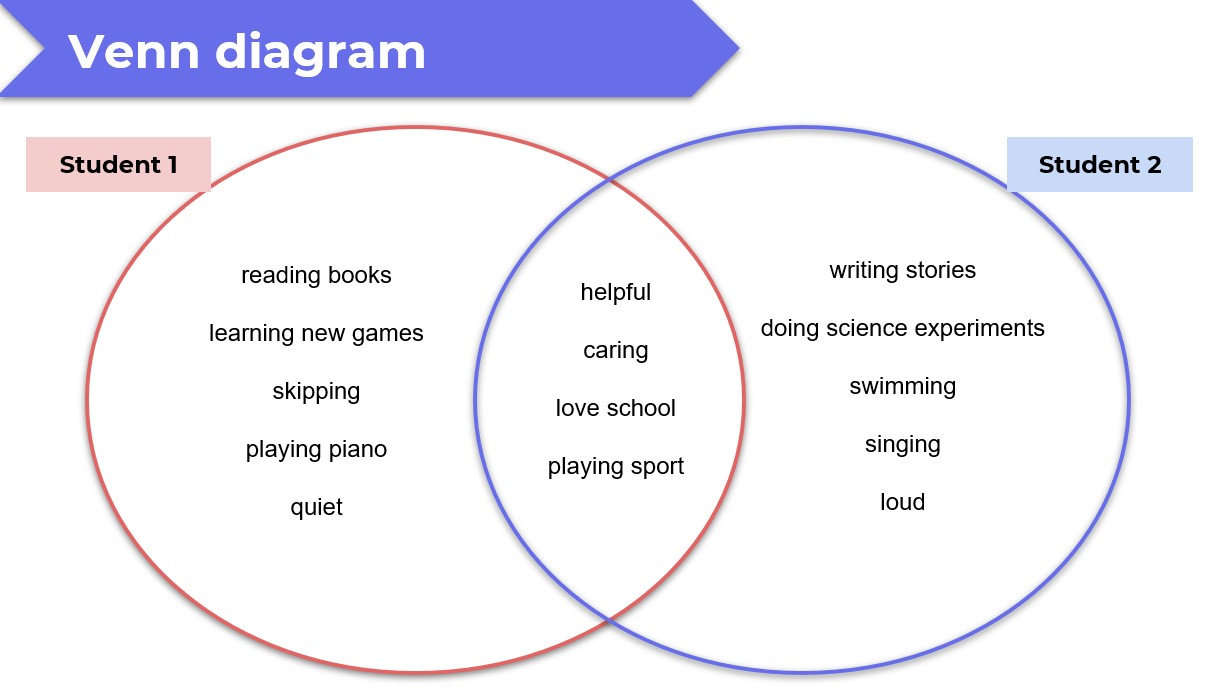 Venn diagram
Student 1
Student 2
reading books
learning new games
skipping
playing piano
quiet
helpful
caring
love school
playing sport
writing stories
doing science experiments
swimming
singing
loud